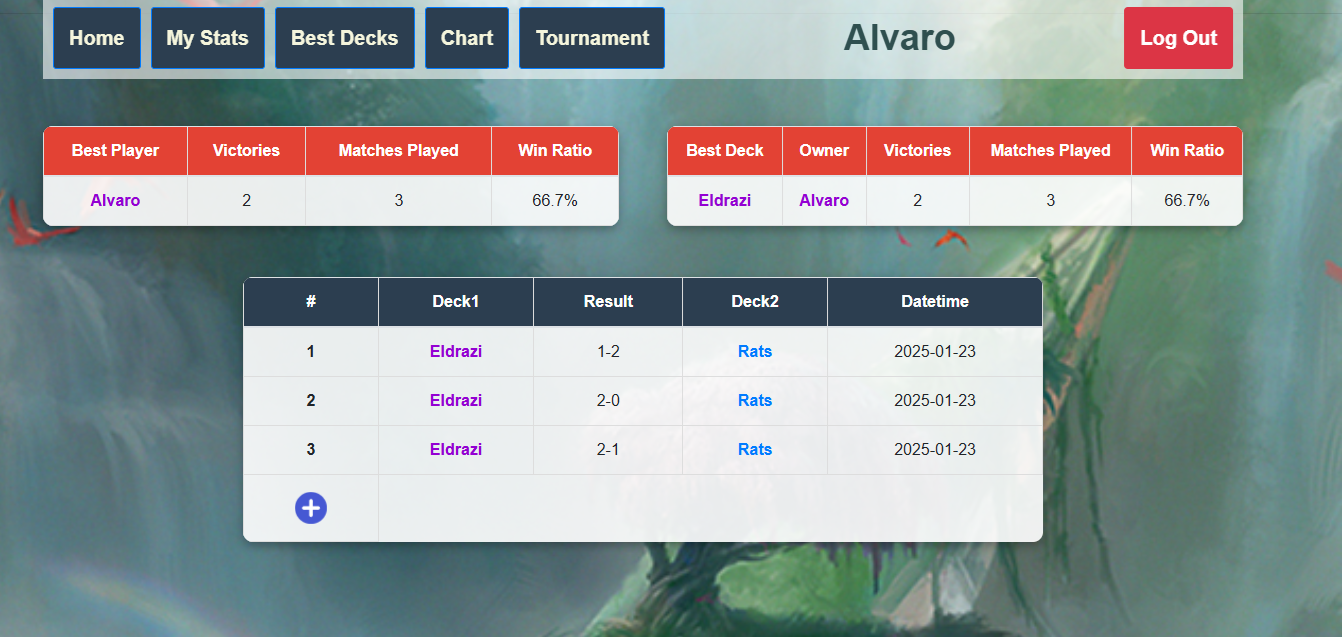 Home My Stats Best Decks Chart Tournament Alvaro Log Out
Best Player Victories Matches Played Win Ratio
Alvaro 2 3 66.7%
Best Deck Owner Victories Matches Played Win Ratio
Eldrazi Alvaro 2 3 66.7%
# Deck1 Result Deck2 Datetime
1 Eldrazi 1-2 Rats 2025-01-23
2 Eldrazi 2-0 Rats 2025-01-23
3 Eldrazi 2-1 Rats 2025-01-23